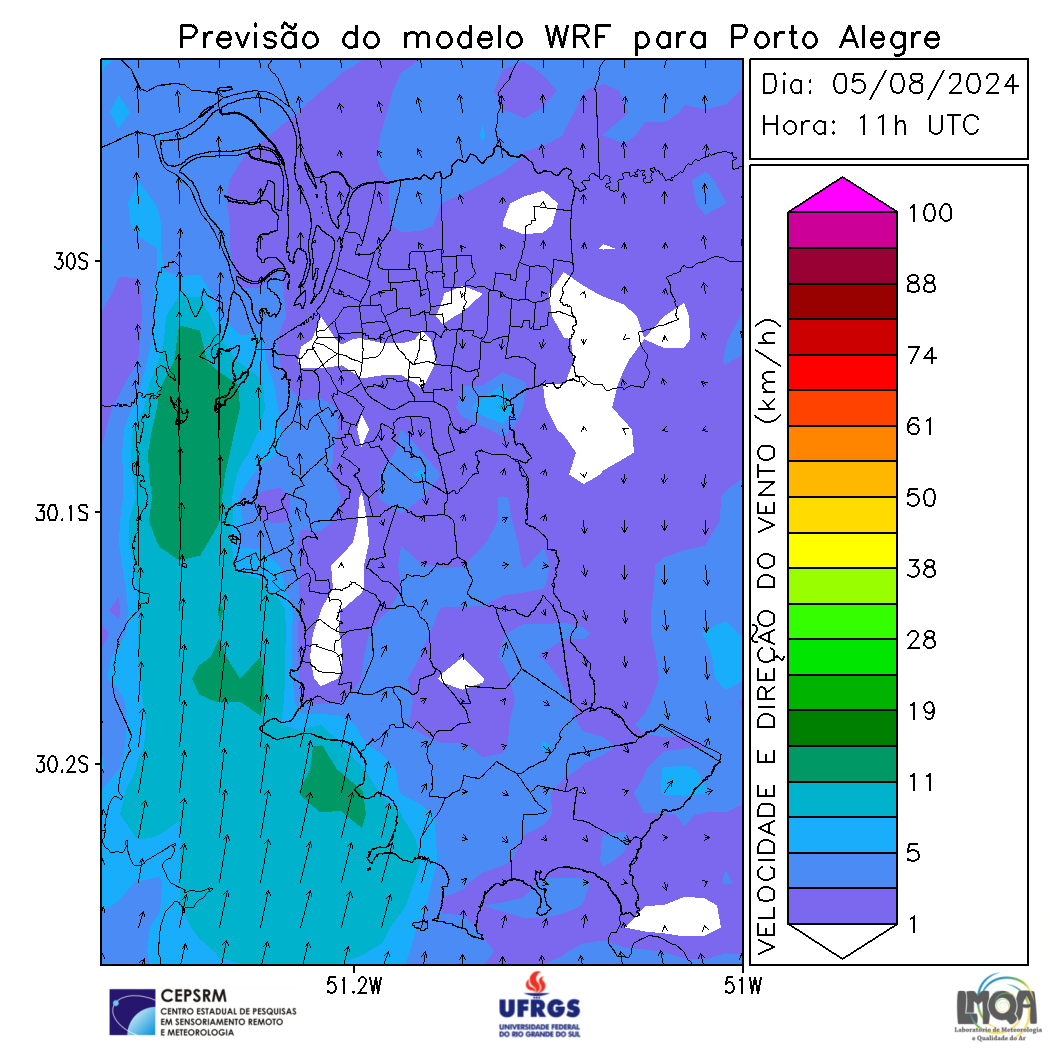 Previsão do modelo WRF para Porto Alegre
Dia: 05/08/2024
Hora: 11h UTC
30S
30.1S
30.2S
51.2W
51W
VELOCIDADE E DIREÇÃO DO VENTO (km/h)
100
88
74
61
50
38
28
19
11
5
1
CEPSRM
CENTRO ESTADUAL DE PESQUISAS
EM SENSORIAMENTO REMOTO
E METEOROLOGIA
UFRGS
UNIVERSIDADE FEDERAL
DO RIO GRANDE DO SUL
LMQA
Laboratório de Meteorologia
e Qualidade do Ar